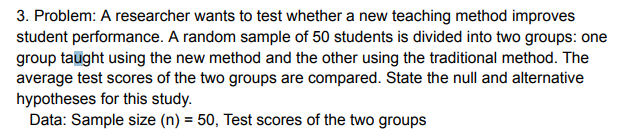 3. Problem: A researcher wants to test whether a new teaching method improves
student performance. A random sample of 50 students is divided into two groups: one
group taught using the new method and the other using the traditional method. The
average test scores of the two groups are compared. State the null and alternative
hypotheses for this study.
Data: Sample size (n) = 50, Test scores of the two groups